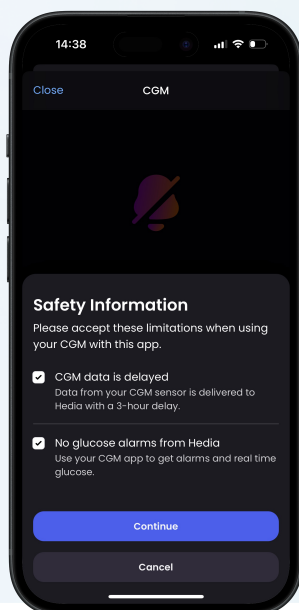 14:38
Close
CGM
Safety Information
Please accept these limitations when using
your CGM with this app.
CGM data is delayed
Data from your CGM sensor is delivered to
Hedia with a 3-hour delay.
No glucose alarms from Hedia
Use your CGM app to get alarms and real time
glucose.
Continue
Cancel